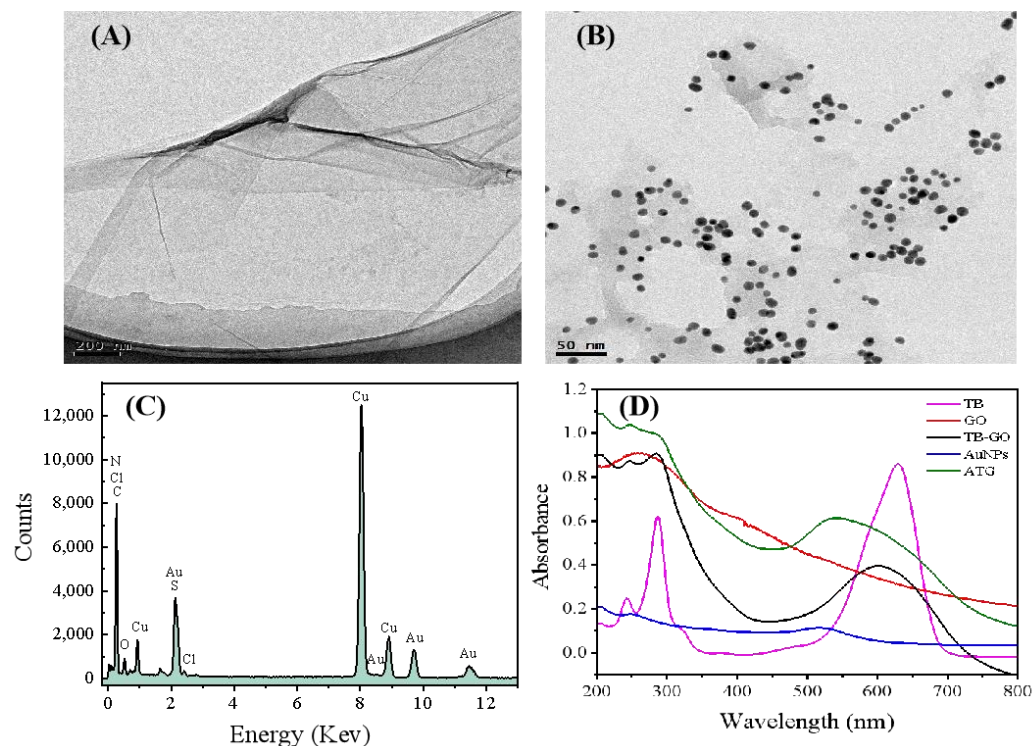 (A)
200 nm
(B)
50 nm
(C)
12,000
10,000
8,000
6,000
4,000
2,000
0
Counts
N
Cl
C
O
Cu
Au
S
Cl
Cu
Au
Cu
Au
Au
0 2 4 6 8 10 12
Energy (Kev)
(D)
1.2
1.0
0.8
0.6
0.4
0.2
0.0
Absorbance
TB
GO
TB-GO
AuNPs
ATG
200 300 400 500 600 700 800
Wavelength (nm)